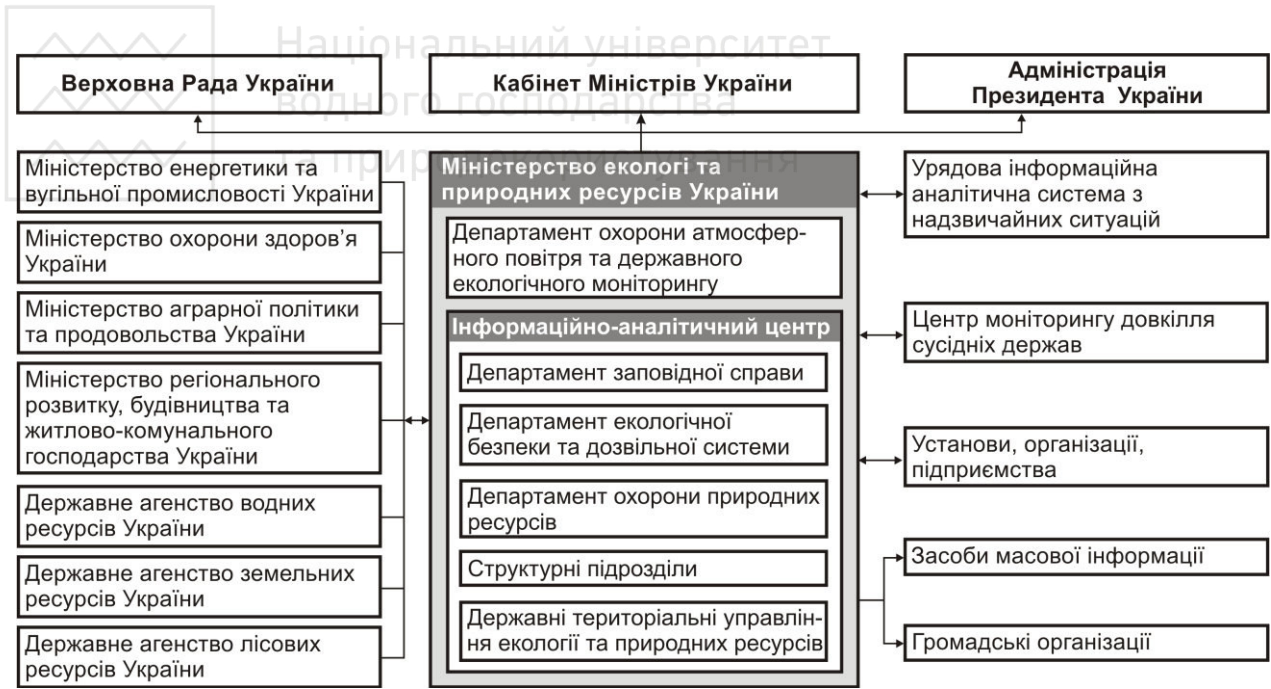 Національний університет
водного господарства
та природокористування
Верховна Рада України
Кабінет Міністрів України
Адміністрація
Президента України
Міністерство енергетики та
вугільної промисловості України
Міністерство охорони здоров’я
України
Міністерство аграрної політики
та продовольства України
Міністерство регіонального
розвитку, будівництва та
житлово-комунального
господарства України
Державне агенство водних
ресурсів України
Державне агенство земельних
ресурсів України
Державне агенство лісових
ресурсів України
Міністерство екологі та
природних ресурсів України
Департамент охорони атмосфер-
ного повітря та державного
екологічного моніторингу
Інформаційно-аналітичний центр
Департамент заповідної справи
Департамент екологічної
безпеки та дозвільної системи
Департамент охорони природних
ресурсів
Структурні підрозділи
Державні територіальні управлін-
ня екології та природних ресурсів
Урядова інформаційна
аналітична система з
надзвичайних ситуацій
Центр моніторингу довкілля
сусідніх держав
Установи, організації,
підприємства
Засоби масової інформації
Громадські організації